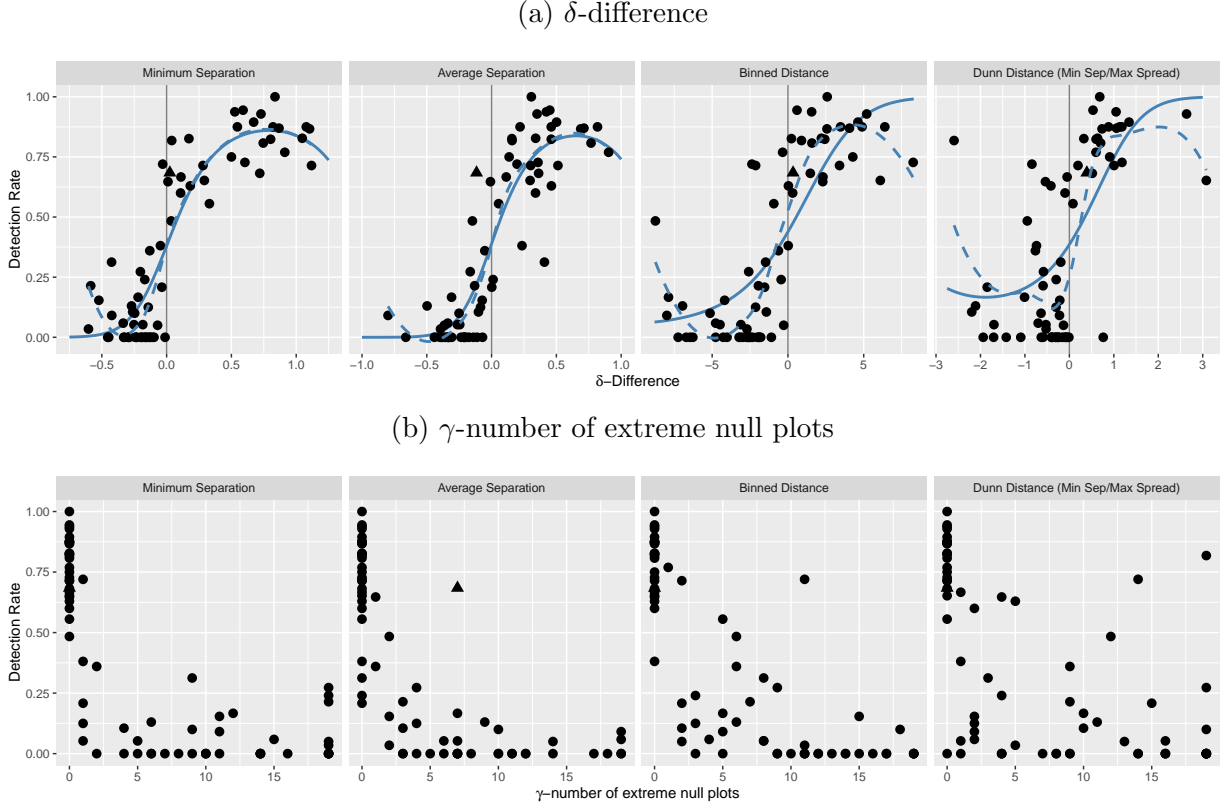 (a) δ-difference
Minimum Separation
Average Separation
Binned Distance
Dunn Distance (Min Sep/Max Spread)
Detection Rate
1.00
0.75
0.50
0.25
0.00
−0.5 0.0 0.5 1.0
−1.0 −0.5 0.0 0.5 1.0
−5 0 5
−3 −2 −1 0 1 2 3
δ−Difference
(b) γ-number of extreme null plots
Minimum Separation
Average Separation
Binned Distance
Dunn Distance (Min Sep/Max Spread)
Detection Rate
1.00
0.75
0.50
0.25
0.00
0 5 10 15
0 5 10 15
0 5 10 15
0 5 10 15
γ−number of extreme null plots